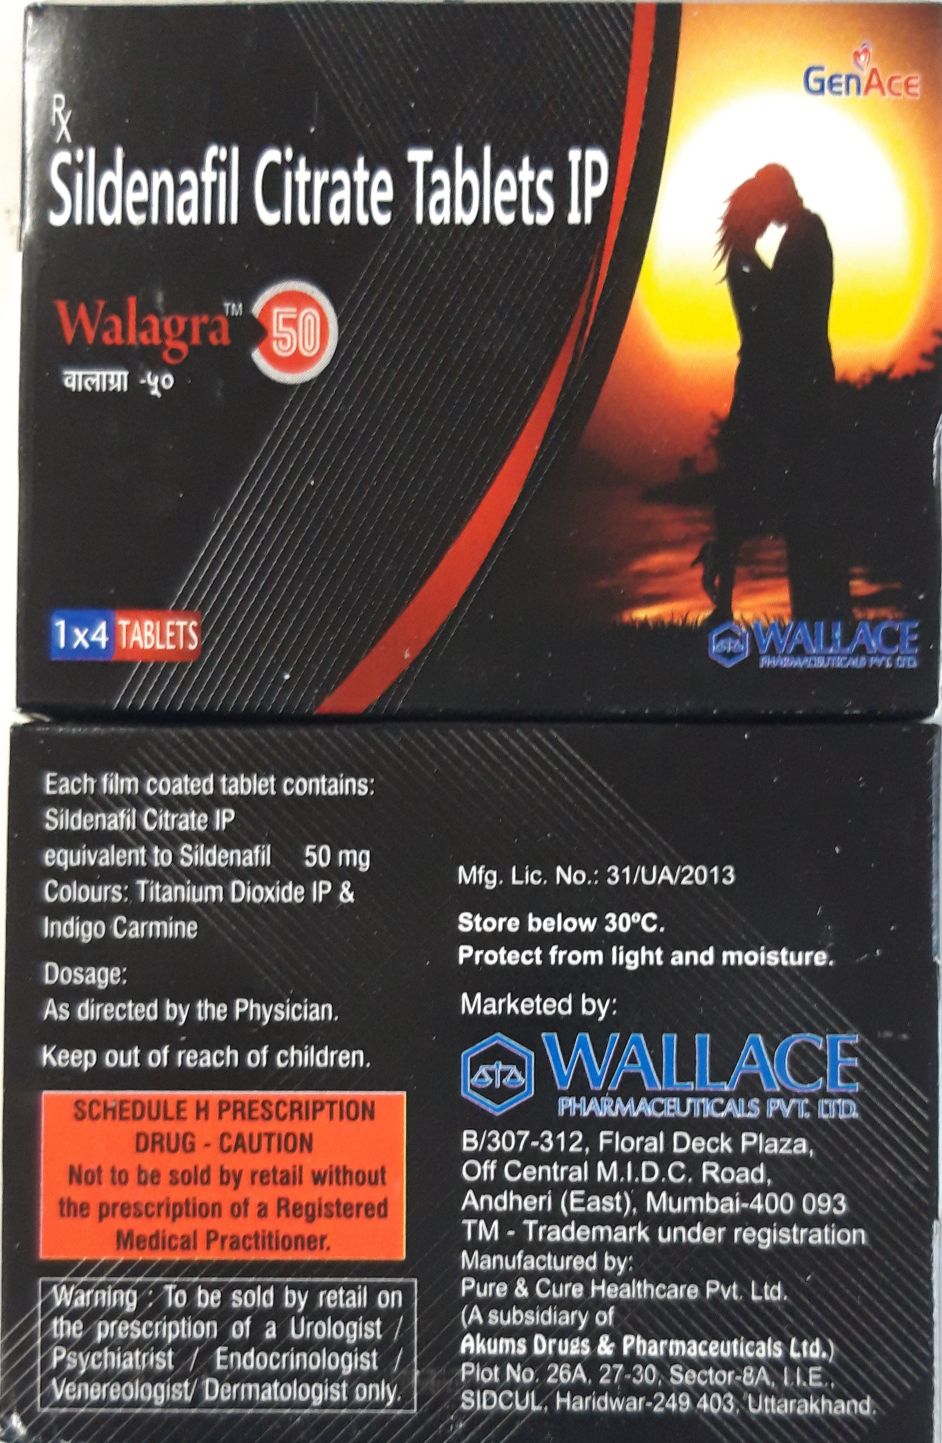 GenAce
Rx
Sildenafil Citrate Tablets IP
Walagra™ 50
वालाग्रा -५०
1x4 TABLETS
WALLACE
PHARMACEUTICALS PVT. LTD.
Each film coated tablet contains:
Sildenafil Citrate IP
equivalent to Sildenafil 50 mg
Colours: Titanium Dioxide IP &
Indigo Carmine
Dosage:
As directed by the Physician.
Keep out of reach of children.
SCHEDULE H PRESCRIPTION
DRUG - CAUTION
Not to be sold by retail without
the prescription of a Registered
Medical Practitioner.
Warning : To be sold by retail on
the prescription of a Urologist /
Psychiatrist / Endocrinologist /
Venereologist/ Dermatologist only.
Mfg. Lic. No.: 31/UA/2013
Store below 30ºC.
Protect from light and moisture.
Marketed by:
WALLACE
PHARMACEUTICALS PVT. LTD.
B/307-312, Floral Deck Plaza,
Off Central M.I.D.C. Road,
Andheri (East), Mumbai-400 093
TM - Trademark under registration
Manufactured by:
Pure & Cure Healthcare Pvt. Ltd.
(A subsidiary of
Akums Drugs & Pharmaceuticals Ltd.)
Plot No. 26A, 27-30, Sector-8A, I.I.E.,
SIDCUL, Haridwar-249 403, Uttarakhand.